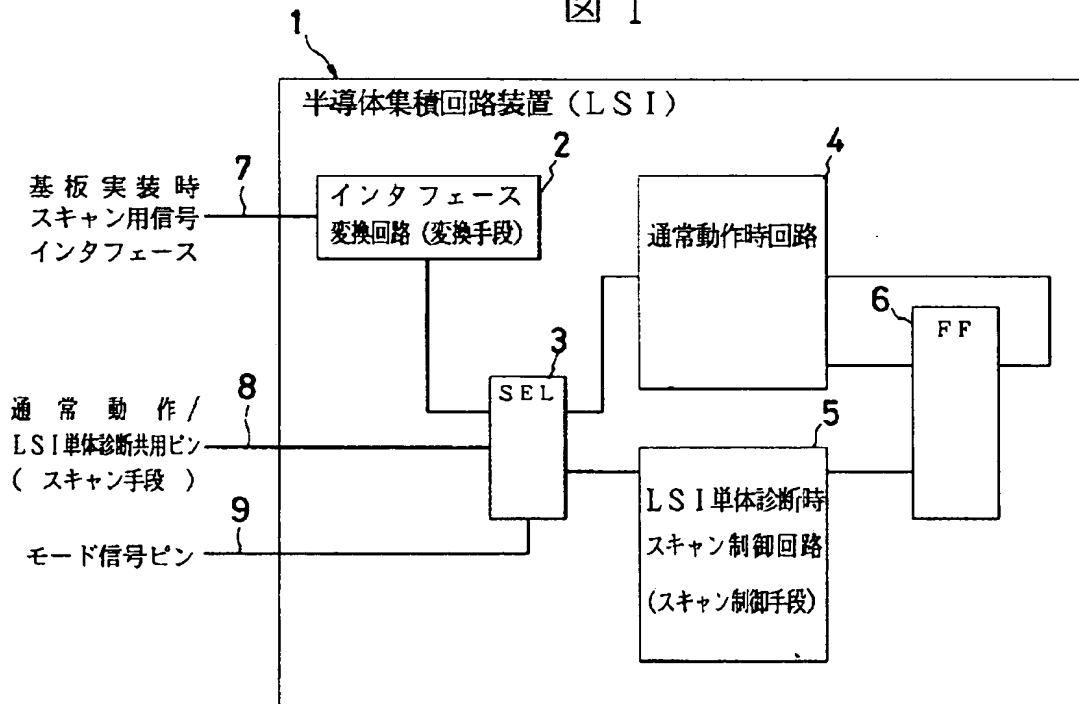 図 1
1
半導体集積回路装置(LSI)
基板実装時
スキャン用信号
インタフェース
7
インタフェース
変換回路(変換手段)
2
4
通常動作時回路
6
FF
3
SEL
通常動作/
LSI単体診断共用ピン
(スキャン手段)
8
5
LSI単体診断時
スキャン制御回路
(スキャン制御手段)
モード信号ピン
9